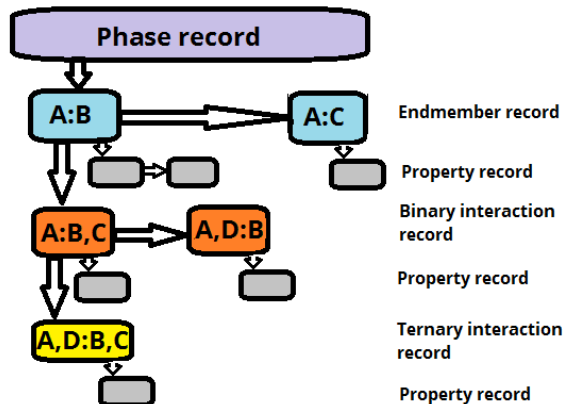 Phase record
A:B
A:C
Endmember record
Property record
A:B,C
A,D:B
Binary interaction
record
Property record
A,D:B,C
Ternary interaction
record
Property record